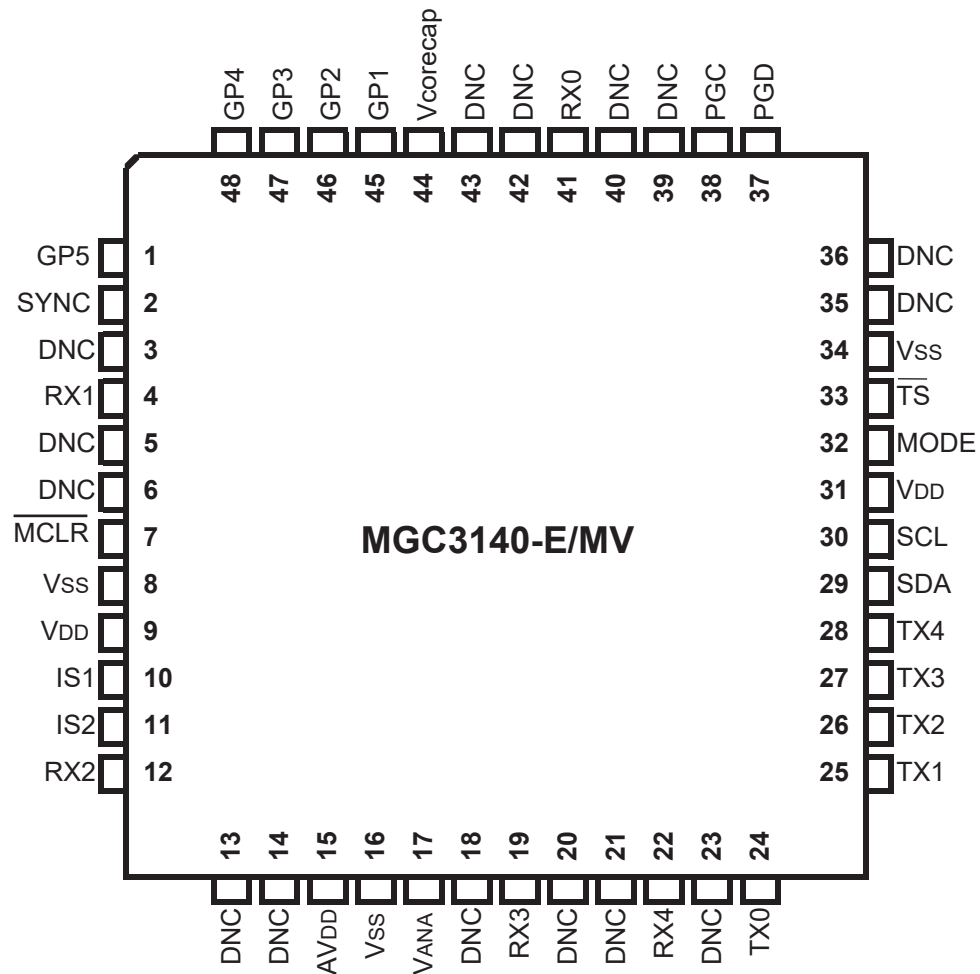 GP4 GP3 GP2 GP1 Vcorecap DNC DNC RX0 DNC DNC PGC PGD
48 47 46 45 44 43 42 41 40 39 38 37
GP5 1 36 DNC
SYNC 2 35 DNC
DNC 3 34 VSS
RX1 4 33 T̅S̅
DNC 5 32 MODE
DNC 6 31 VDD
M̅C̅L̅R̅ 7 30 SCL
MGC3140-E/MV
VSS 8 29 SDA
VDD 9 28 TX4
IS1 10 27 TX3
IS2 11 26 TX2
RX2 12 25 TX1
13 14 15 16 17 18 19 20 21 22 23 24
DNC DNC AVDD VSS VANA DNC RX3 DNC DNC RX4 DNC TX0